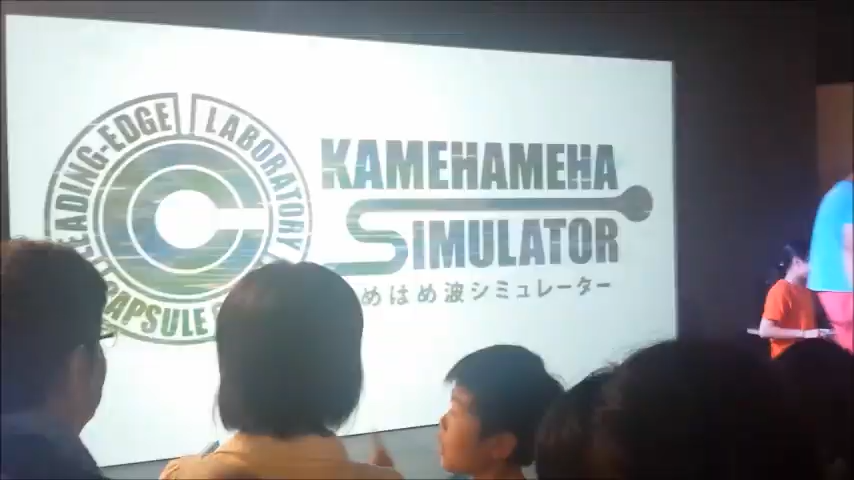 LEADING-EDGE LABORATORY
CAPSULE
KAMEHAMEHA
SIMULATOR
めはめ波シミュレーター